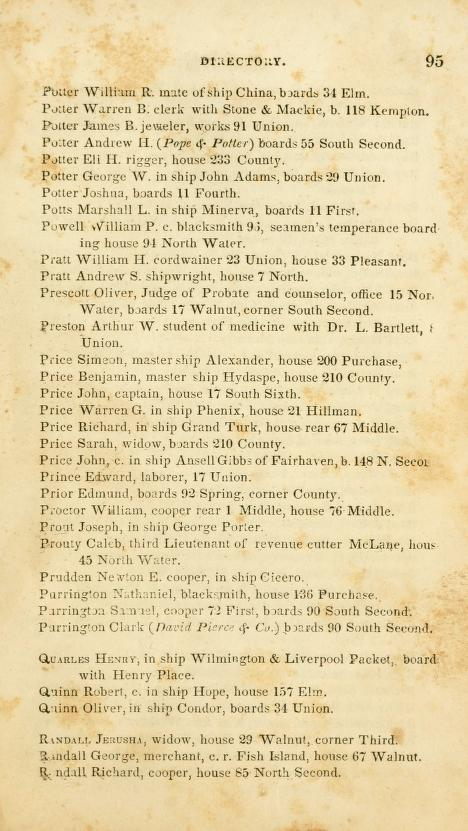 DIRECTORY. 95
Potter William R. mate of ship China, boards 34 Elm.
Potter Warren B. clerk with Stone & Mackie, b. 118 Kempton.
Potter James B. jeweler, works 91 Union.
Potter Andrew H. (Pope & Potter) boards 55 South Second.
Potter Eli H. rigger, house 233 County.
Potter George W. in ship John Adams, boards 29 Union.
Potter Joshua, boards 11 Fourth.
Potts Marshall L. in ship Minerva, boards 11 First.
Powell William P. c. blacksmith 95, seamen's temperance board
ing house 94 North Water.
Pratt William H. cordwainer 23 Union, house 33 Pleasant.
Pratt Andrew S. shipwright, house 7 North.
Prescott Oliver, Judge of Probate and counselor, office 15 Nor.
Water, boards 17 Walnut, corner South Second.
Preston Arthur W. student of medicine with Dr. L. Bartlett,
Union.
Price Simeon, master ship Alexander, house 200 Purchase,
Price Benjamin, master ship Hydaspe, house 210 County.
Price John, captain, house 17 South Sixth.
Price Warren G. in ship Phenix, house 21 Hillman.
Price Richard, in ship Grand Turk, house rear 67 Middle.
Price Sarah, widow, boards 210 County.
Price John, c. in ship Ansell Gibbs of Fairhaven, b. 148 N. Secon
Prince Edward, laborer, 17 Union.
Prior Edmund, boards 92 Spring, corner County.
Proctor William, cooper rear 1 Middle, house 76 Middle.
Prout Joseph, in ship George Porter.
Prouty Caleb, third Lieutenant of revenue cutter McLane, hous
45 North Water.
Prudden Newton E. cooper, in ship Cicero.
Purrington Nathaniel, blacksmith, house 136 Purchase.
Purrington Samuel, cooper 72 First, boards 90 South Second.
Purrington Clark (David Pierce & Co.) boards 90 South Second.
QUARLES HENRY, in ship Wilmington & Liverpool Packet, board
with Henry Place.
Quinn Robert, c. in ship Hope, house 157 Elm.
Quinn Oliver, in ship Condor, boards 34 Union.
RANDALL JERUSHA, widow, house 29 Walnut, corner Third.
Randall George, merchant, c. r. Fish Island, house 67 Walnut.
Randall Richard, cooper, house 85 North Second.